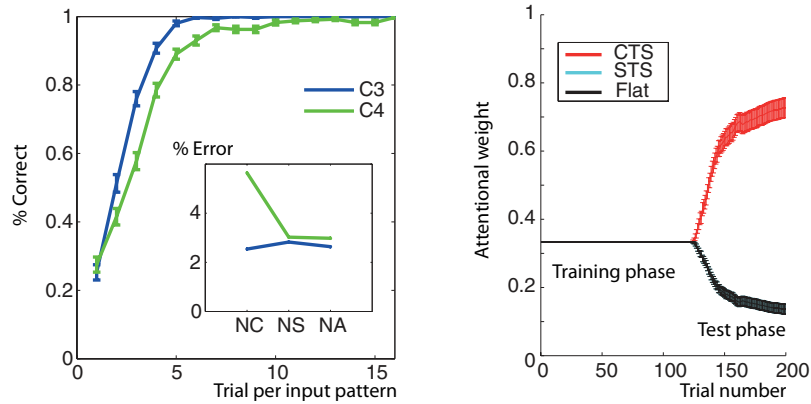 1
0.8
0.6
0.4
0.2
0
% Correct
C3
C4
% Error
4
2
0
NC NS NA
0 5 10 15
Trial per input pattern
1
0.8
0.6
0.4
0.2
0
Attentional weight
CTS
STS
Flat
Training phase
Test phase
0 50 100 150 200
Trial number